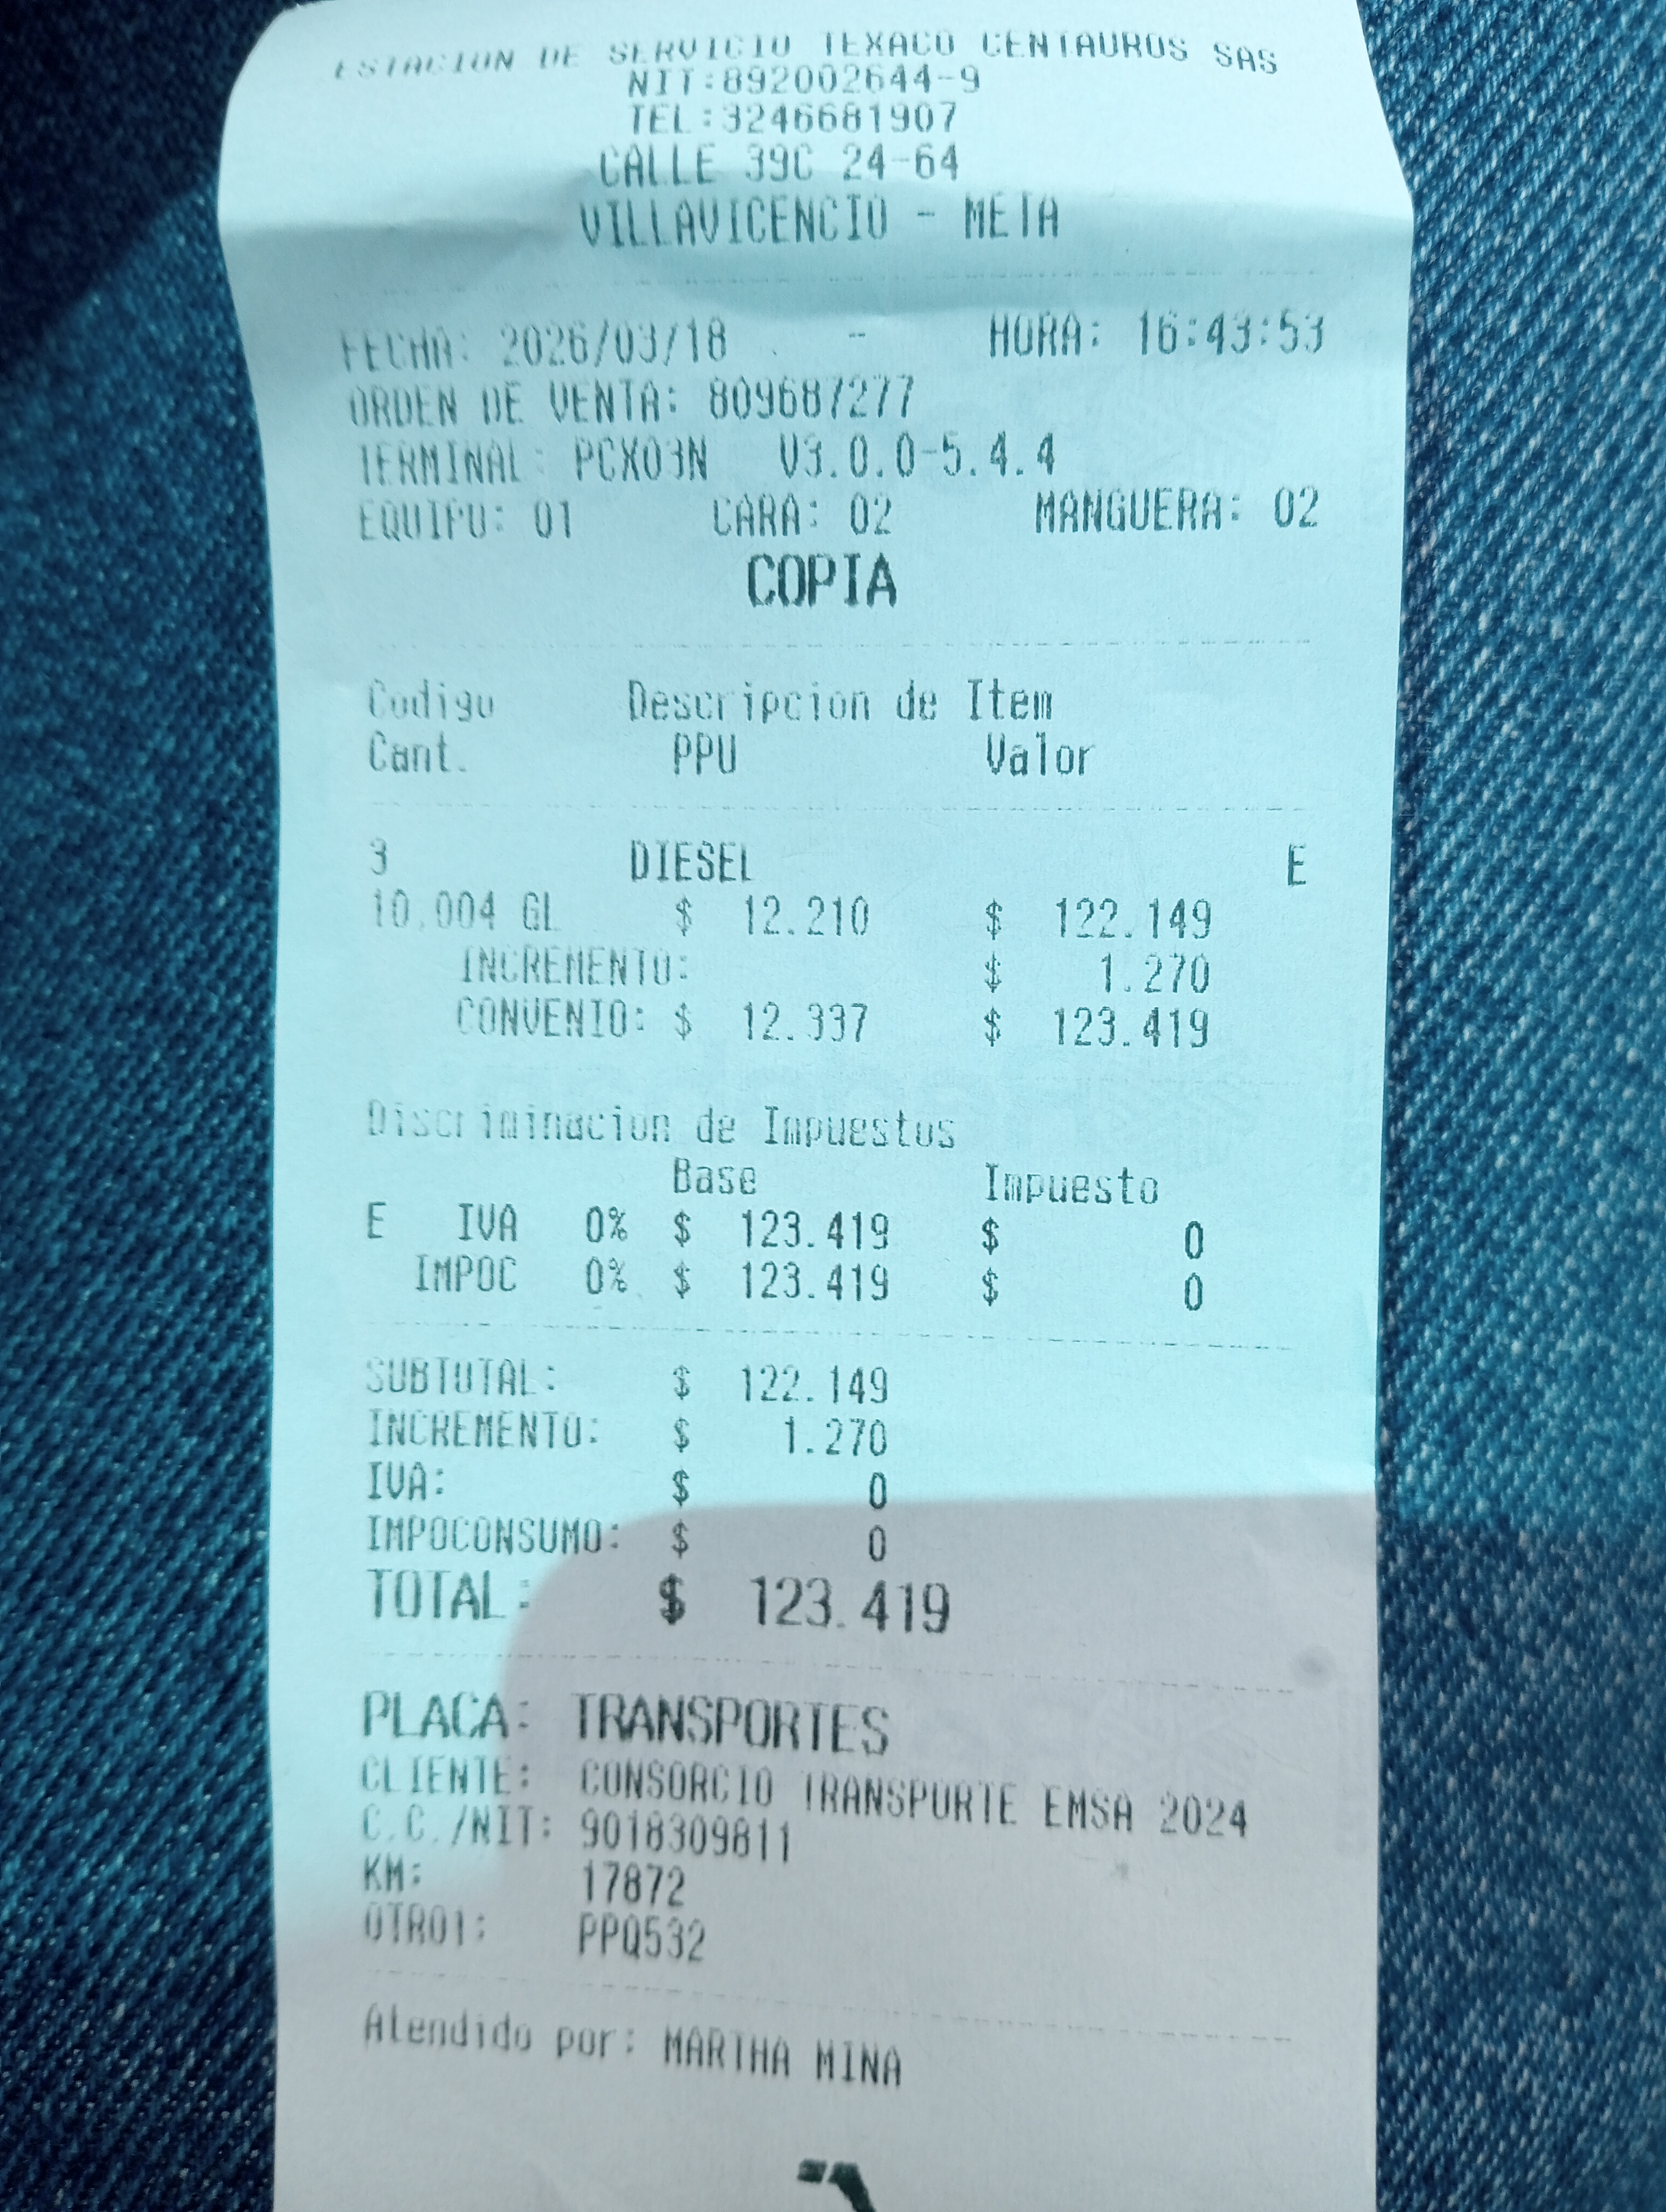 ESTACION DE SERVICIO TEXACO CENTAUROS SAS
NIT:892002644-9
TEL:3246681907
CALLE 39C 24-64
VILLAVICENCIO - META
FECHA: 2026/03/18 - HORA: 16:43:53
ORDEN DE VENTA: 809687277
TERMINAL: PCX03N V3.0.0-5.4.4
EQUIPO: 01 CARA: 02 MANGUERA: 02
COPIA
Codigo Descripcion de Item
Cant. PPU Valor
3 DIESEL E
10,004 GL $ 12.210 $ 122.149
INCREMENTO: $ 1.270
CONVENIO: $ 12.337 $ 123.419
Discriminacion de Impuestos
Base Impuesto
E IVA 0% $ 123.419 $ 0
IMPOC 0% $ 123.419 $ 0
SUBTOTAL: $ 122.149
INCREMENTO: $ 1.270
IVA: $ 0
IMPOCONSUMO: $ 0
TOTAL: $ 123.419
PLACA: TRANSPORTES
CLIENTE: CONSORCIO TRANSPORTE EMSA 2024
C.C./NIT: 9018309811
KM: 17872
OTRO1: PPQ532
Atendido por: MARTHA MINA